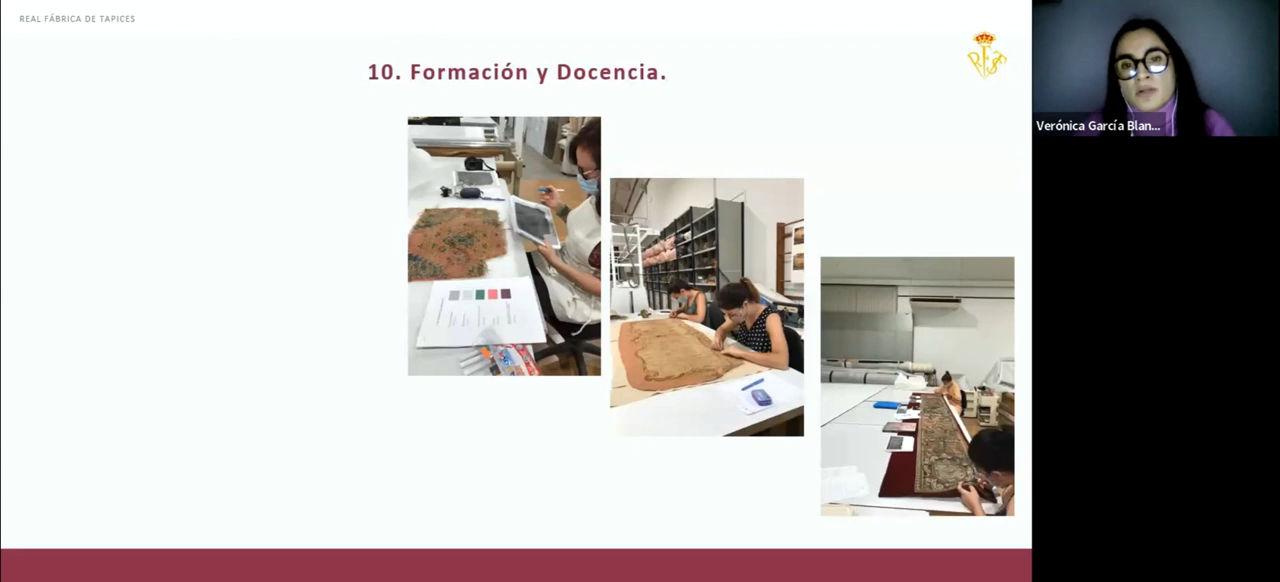 REAL FÁBRICA DE TAPICES
10. Formación y Docencia.
Verónica García Blan...